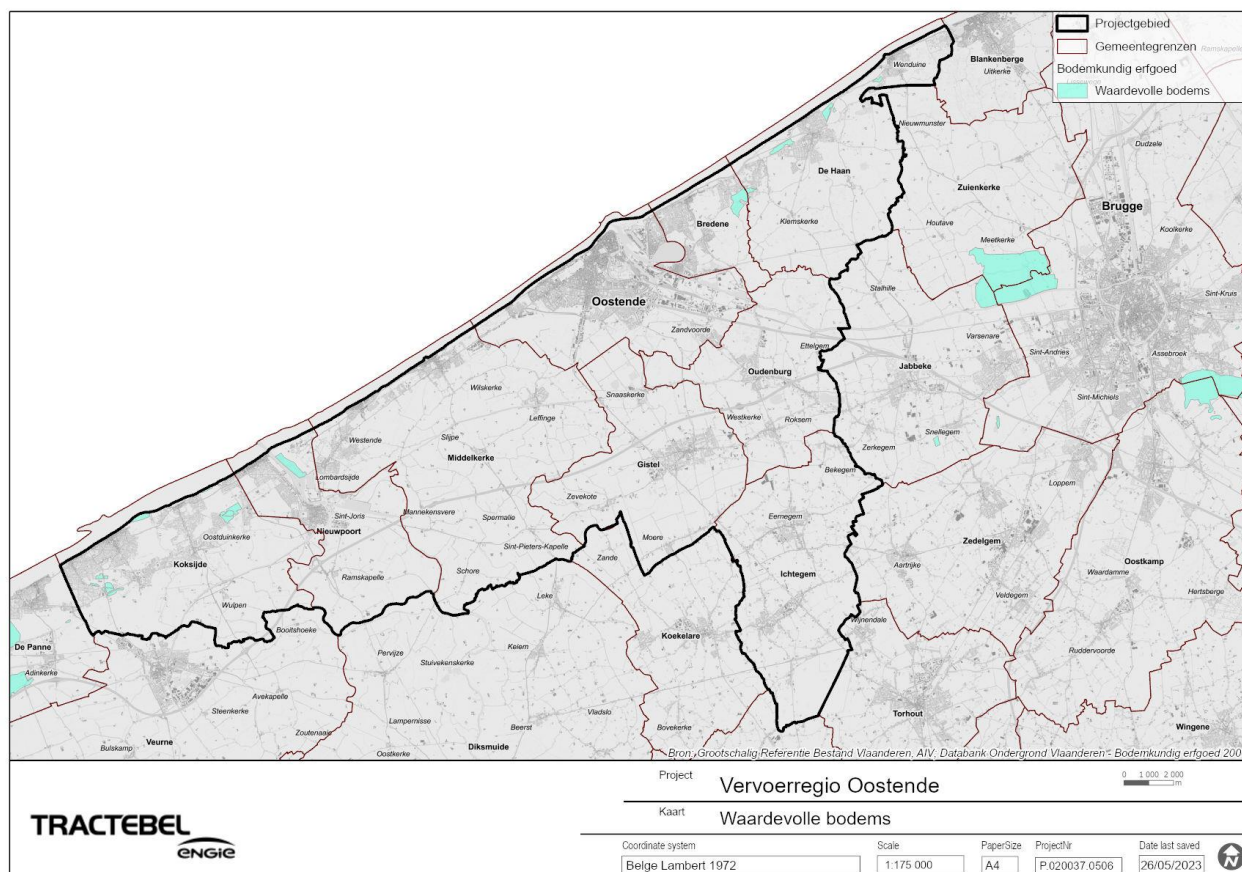 Projectgebied
Gemeentegrenzen
Bodemkundig erfgoed
Waardevolle bodems
Wenduine
Blankenberge
Uitkerke
Ramskapelle
Nieuwmunster
Dudzele
De Haan
Zuienkerke
Brugge
Bredene
Klemskerke
Houtave
Koolkerke
Meetkerke
Oostende
Stalhille
Sint-Kruis
Zandvoorde
Varsenare
Ettelgem
Sint-Andries
Assebroek
Oudenburg
Jabbeke
Wilskerke
Snaaskerke
Sint-Michiels
Leffinge
Westkerke
Roksem
Snellegem
Westende
Slijpe
Zerkegem
Middelkerke
Gistel
Bekegem
Lombardsijde
Loppem
Zevekote
Mannekensvere
Spermalie
Sint-Joris
Eernegem
Nieuwpoort
Oostduinkerke
Moere
Zedelgem
Sint-Pieters-Kapelle
Zande
Koksijde
Oostkamp
Aartrijke
Schore
Ichtegem
Waardamme
Ramskapelle
Hertsberge
Leke
Veldegem
Wulpen
Wijnendale
Booitshoeke
Koekelare
De Panne
Keiem
Pervijze
Ruddervoorde
Stuivekenskerke
Adinkerke
Avekapelle
Steenkerke
Vladslo
Torhout
Lampernisse
Beerst
Bovekerke
Wingene
Zoutenaaie
Veurne
Bulskamp
Diksmuide
Oostkerke
Bron: Grootschalig Referentie Bestand Vlaanderen, AIV, Databank Ondergrond Vlaanderen - Bodemkundig erfgoed 200
Project
Vervoerregio Oostende
0 1 000 2 000
m
Kaart
Waardevolle bodems
TRACTEBEL
ENGIE
Coordinate system
Scale
PaperSize
ProjectNr
Date last saved
Belge Lambert 1972
1:175 000
A4
P.020037.0506
26/05/2023
N